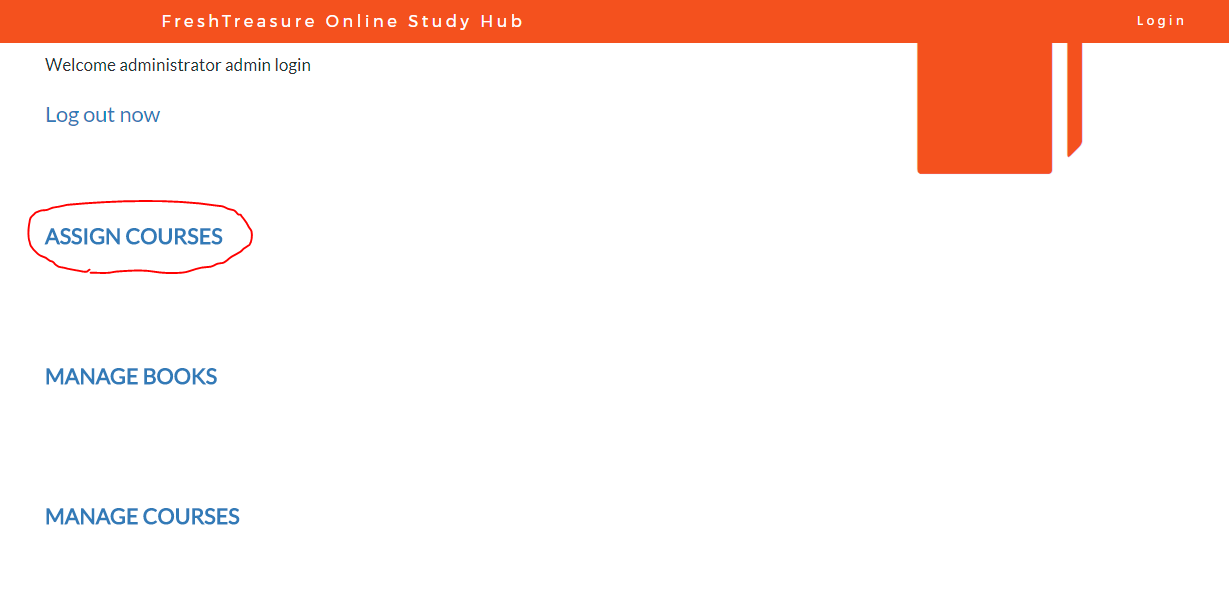 FreshTreasure Online Study Hub
Login
Welcome administrator admin login
Log out now
ASSIGN COURSES
MANAGE BOOKS
MANAGE COURSES